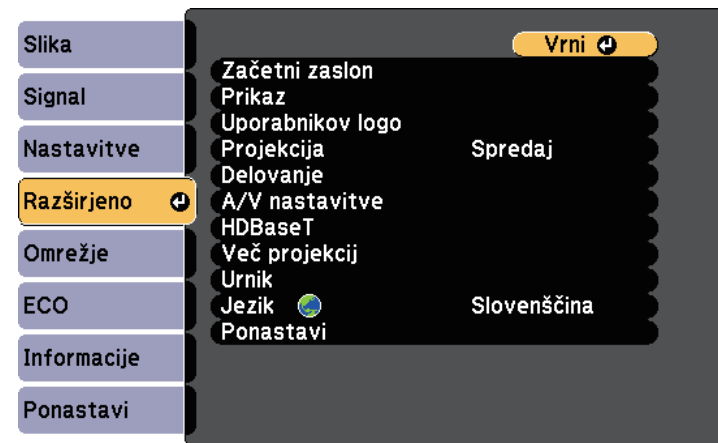 Slika
Signal
Nastavitve
Razširjeno
Omrežje
ECO
Informacije
Ponastavi
Vrni
Začetni zaslon
Prikaz
Uporabnikov logo
Projekcija Spredaj
Delovanje
A/V nastavitve
HDBaseT
Več projekcij
Urnik
Jezik Slovenščina
Ponastavi